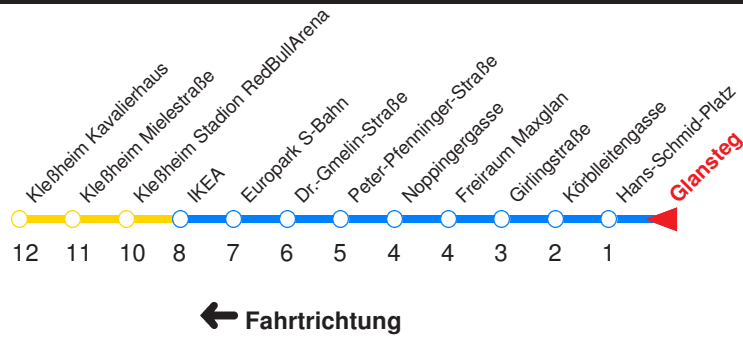 Kleßheim Kavalierhaus
Kleßheim Mielestraße
Kleßheim Stadion RedBullArena
IKEA
Europark S-Bahn
Dr.-Gmelin-Straße
Peter-Pfenninger-Straße
Noppingergasse
Freiraum Maxglan
Girlingstraße
Körblleitengasse
Hans-Schmid-Platz
Glansteg
12 11 10 8 7 6 5 4 4 3 2 1
Fahrtrichtung